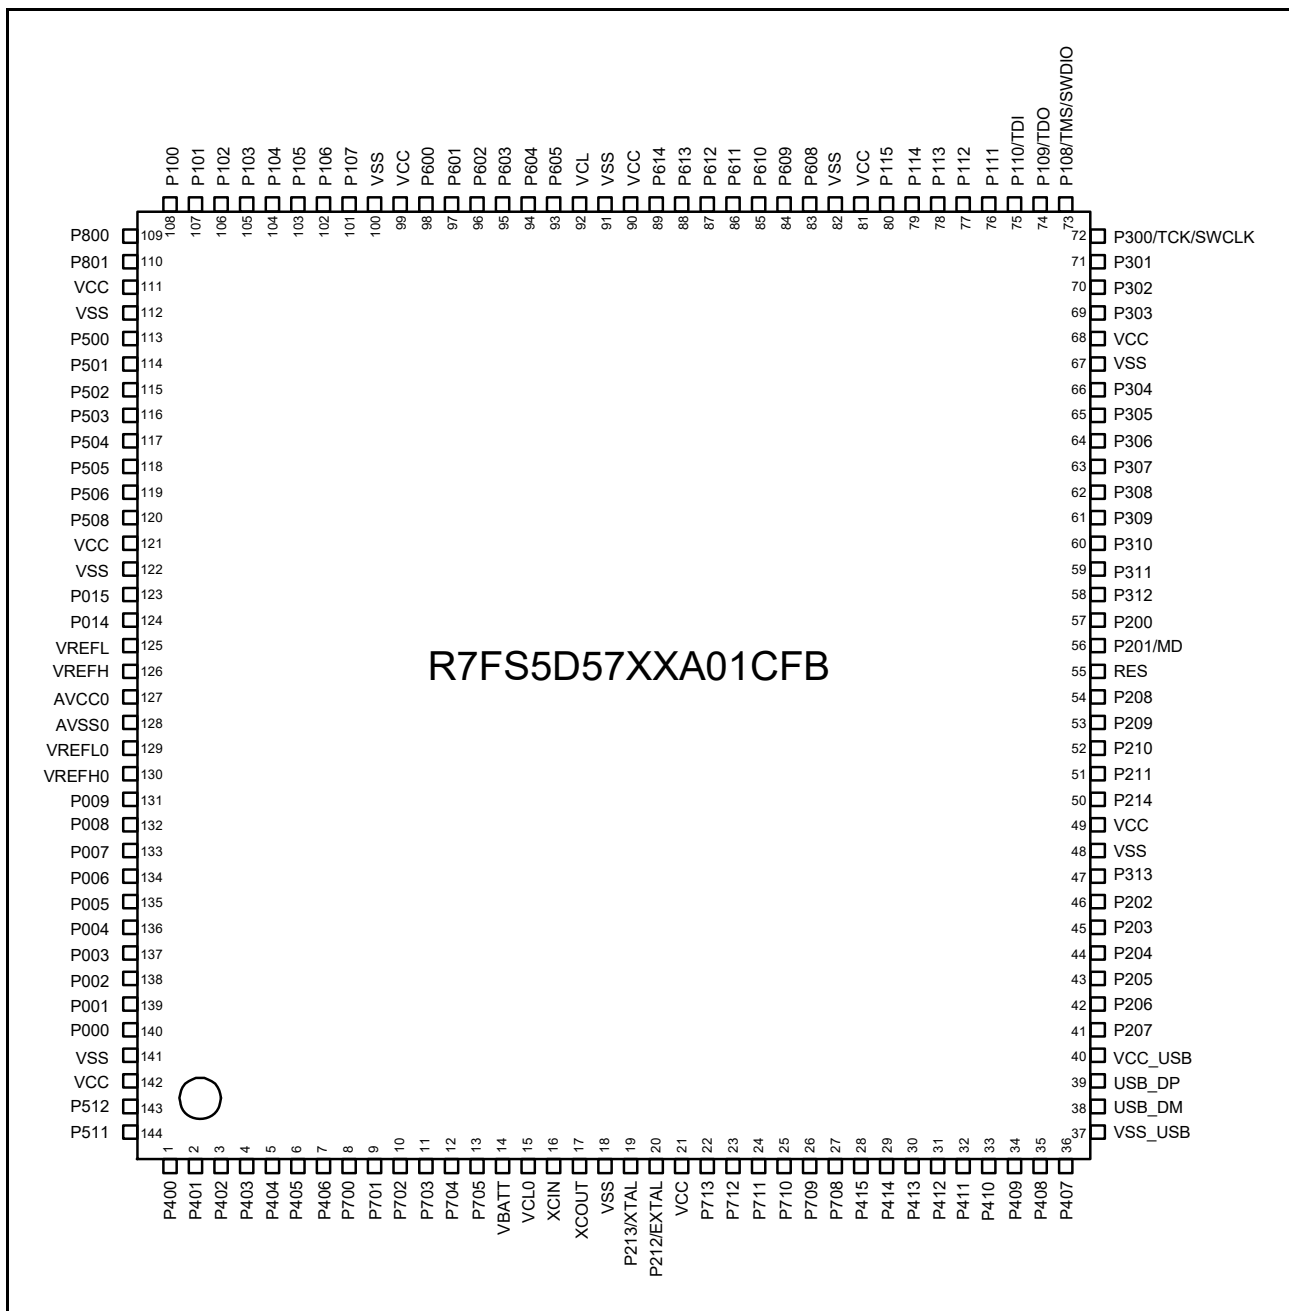 P100
P101
P102
P103
P104
P105
P106
P107
VSS
VCC
P600
P601
P602
P603
P604
P605
VCL
VSS
VCC
P614
P613
P612
P611
P610
P609
P608
VSS
VCC
P115
P114
P113
P112
P111
P110/TDI
P109/TDO
P108/TMS/SWDIO
108
107
106
105
104
103
102
101
100
99
98
97
96
95
94
93
92
91
90
89
88
87
86
85
84
83
82
81
80
79
78
77
76
75
74
73
P800 109
P801 110
VCC 111
VSS 112
P500 113
P501 114
P502 115
P503 116
P504 117
P505 118
P506 119
P508 120
VCC 121
VSS 122
P015 123
P014 124
VREFL 125
VREFH 126
AVCC0 127
AVSS0 128
VREFL0 129
VREFH0 130
P009 131
P008 132
P007 133
P006 134
P005 135
P004 136
P003 137
P002 138
P001 139
P000 140
VSS 141
VCC 142
P512 143
P511 144
R7FS5D57XXA01CFB
72 P300/TCK/SWCLK
71 P301
70 P302
69 P303
68 VCC
67 VSS
66 P304
65 P305
64 P306
63 P307
62 P308
61 P309
60 P310
59 P311
58 P312
57 P200
56 P201/MD
55 RES
54 P208
53 P209
52 P210
51 P211
50 P214
49 VCC
48 VSS
47 P313
46 P202
45 P203
44 P204
43 P205
42 P206
41 P207
40 VCC_USB
39 USB_DP
38 USB_DM
37 VSS_USB
1
2
3
4
5
6
7
8
9
10
11
12
13
14
15
16
17
18
19
20
21
22
23
24
25
26
27
28
29
30
31
32
33
34
35
36
P400
P401
P402
P403
P404
P405
P406
P700
P701
P702
P703
P704
P705
VBATT
VCL0
XCIN
XCOUT
VSS
P213/XTAL
P212/EXTAL
VCC
P713
P712
P711
P710
P709
P708
P415
P414
P413
P412
P411
P410
P409
P408
P407